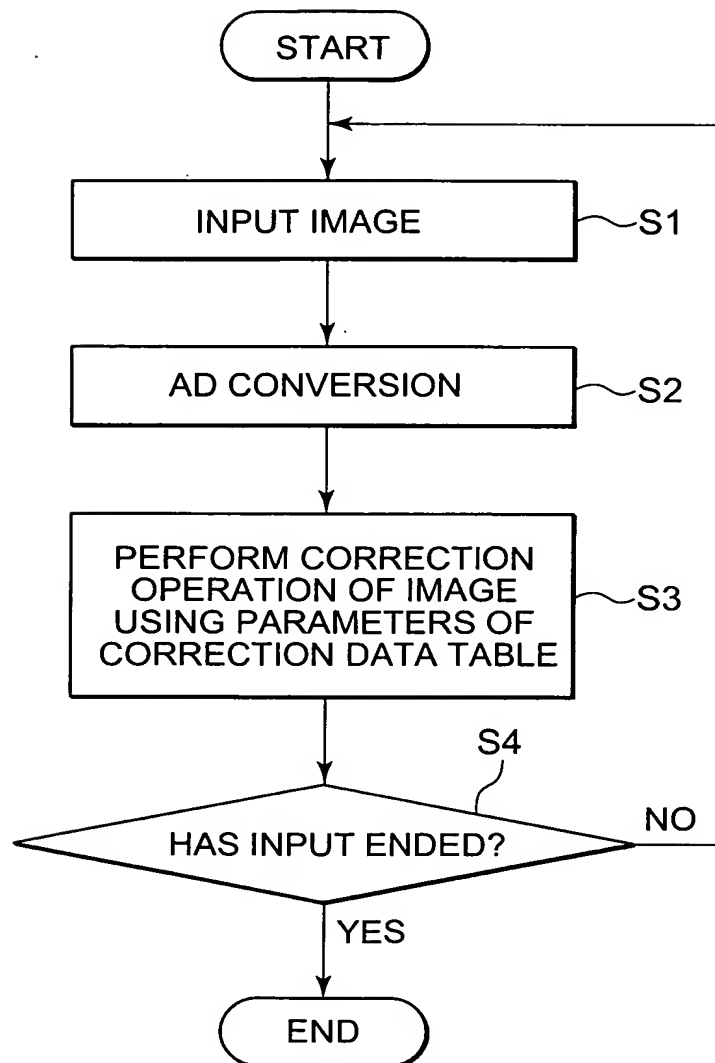 START
INPUT IMAGE
S1
AD CONVERSION
S2
PERFORM CORRECTION
OPERATION OF IMAGE
USING PARAMETERS OF
CORRECTION DATA TABLE
S3
S4
HAS INPUT ENDED?
NO
YES
END